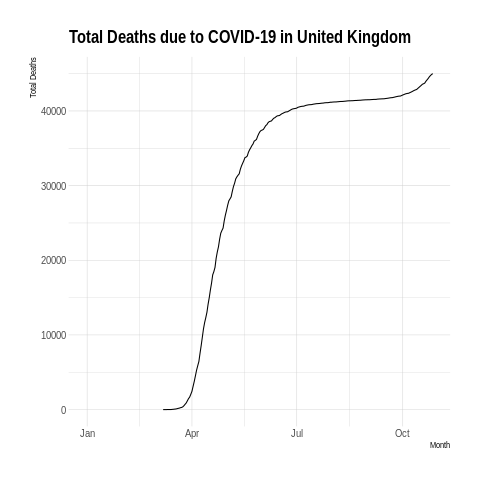 Total Deaths due to COVID-19 in United Kingdom
Total Deaths
40000
30000
20000
10000
0
Jan Apr Jul Oct
Month